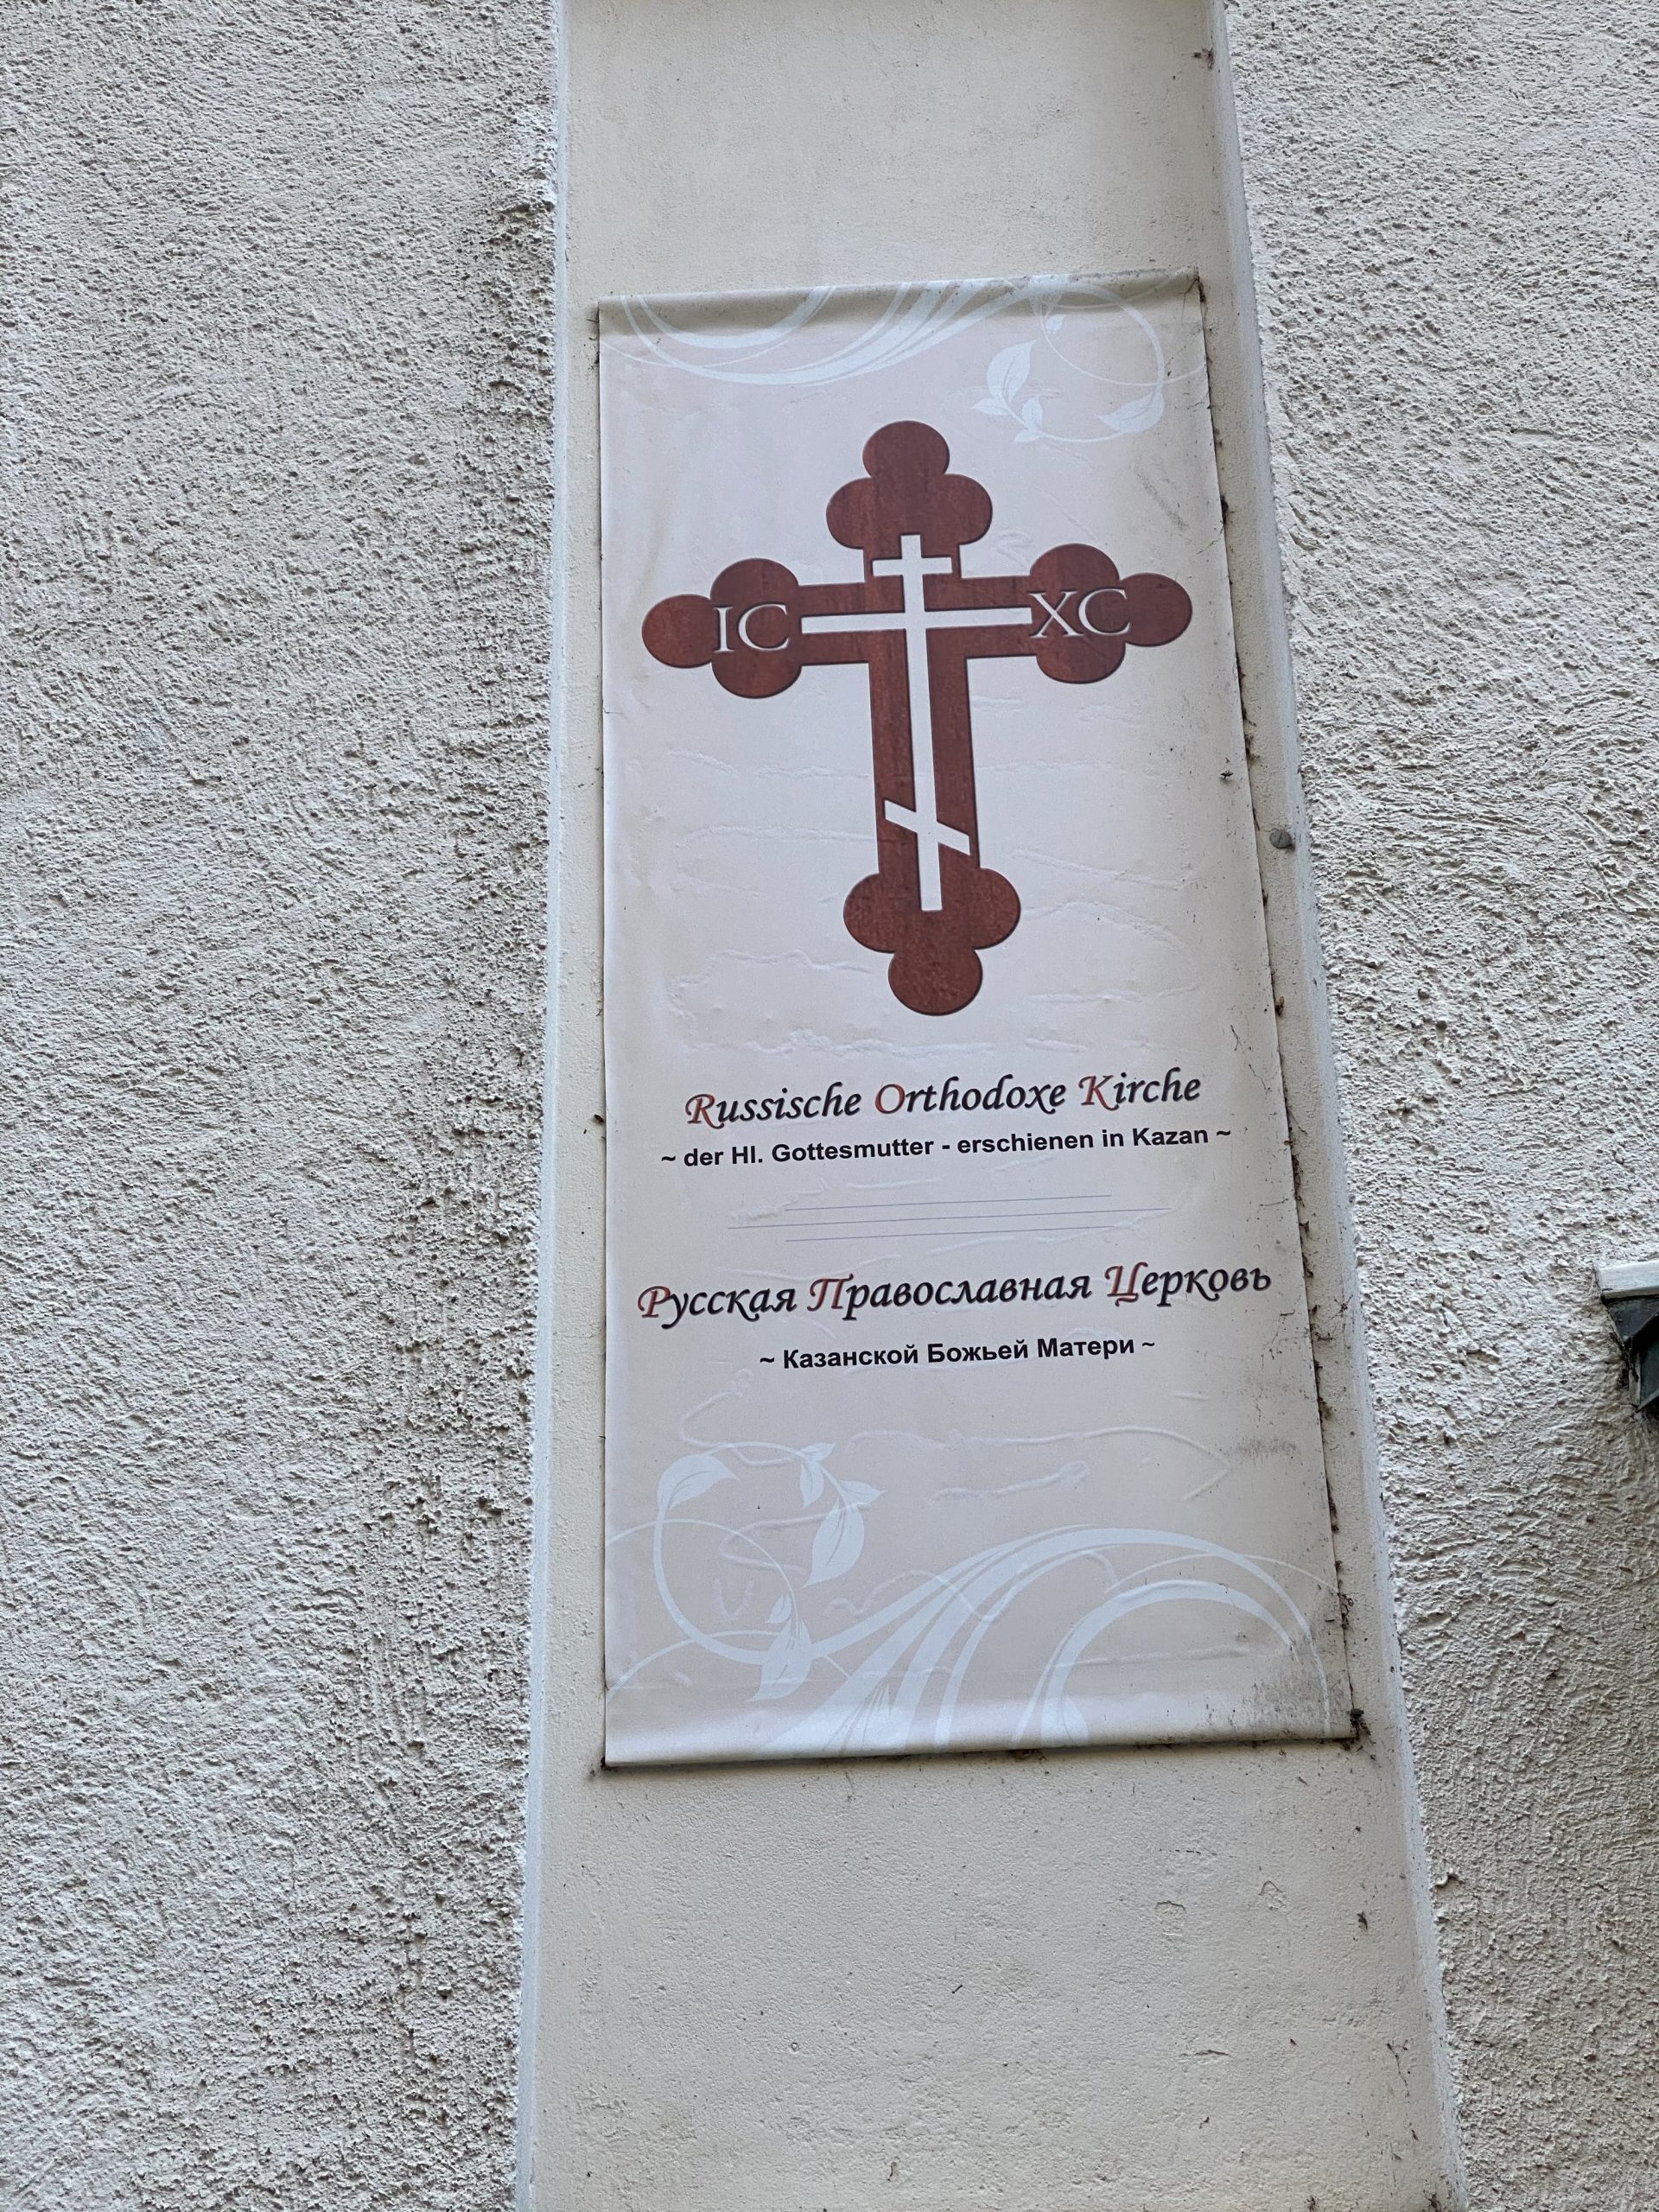 IC XC
Russische Orthodoxe Kirche
~ der Hl. Gottesmutter - erschienen in Kazan ~
Русская Православная Церковь
~ Казанской Божьей Матери ~